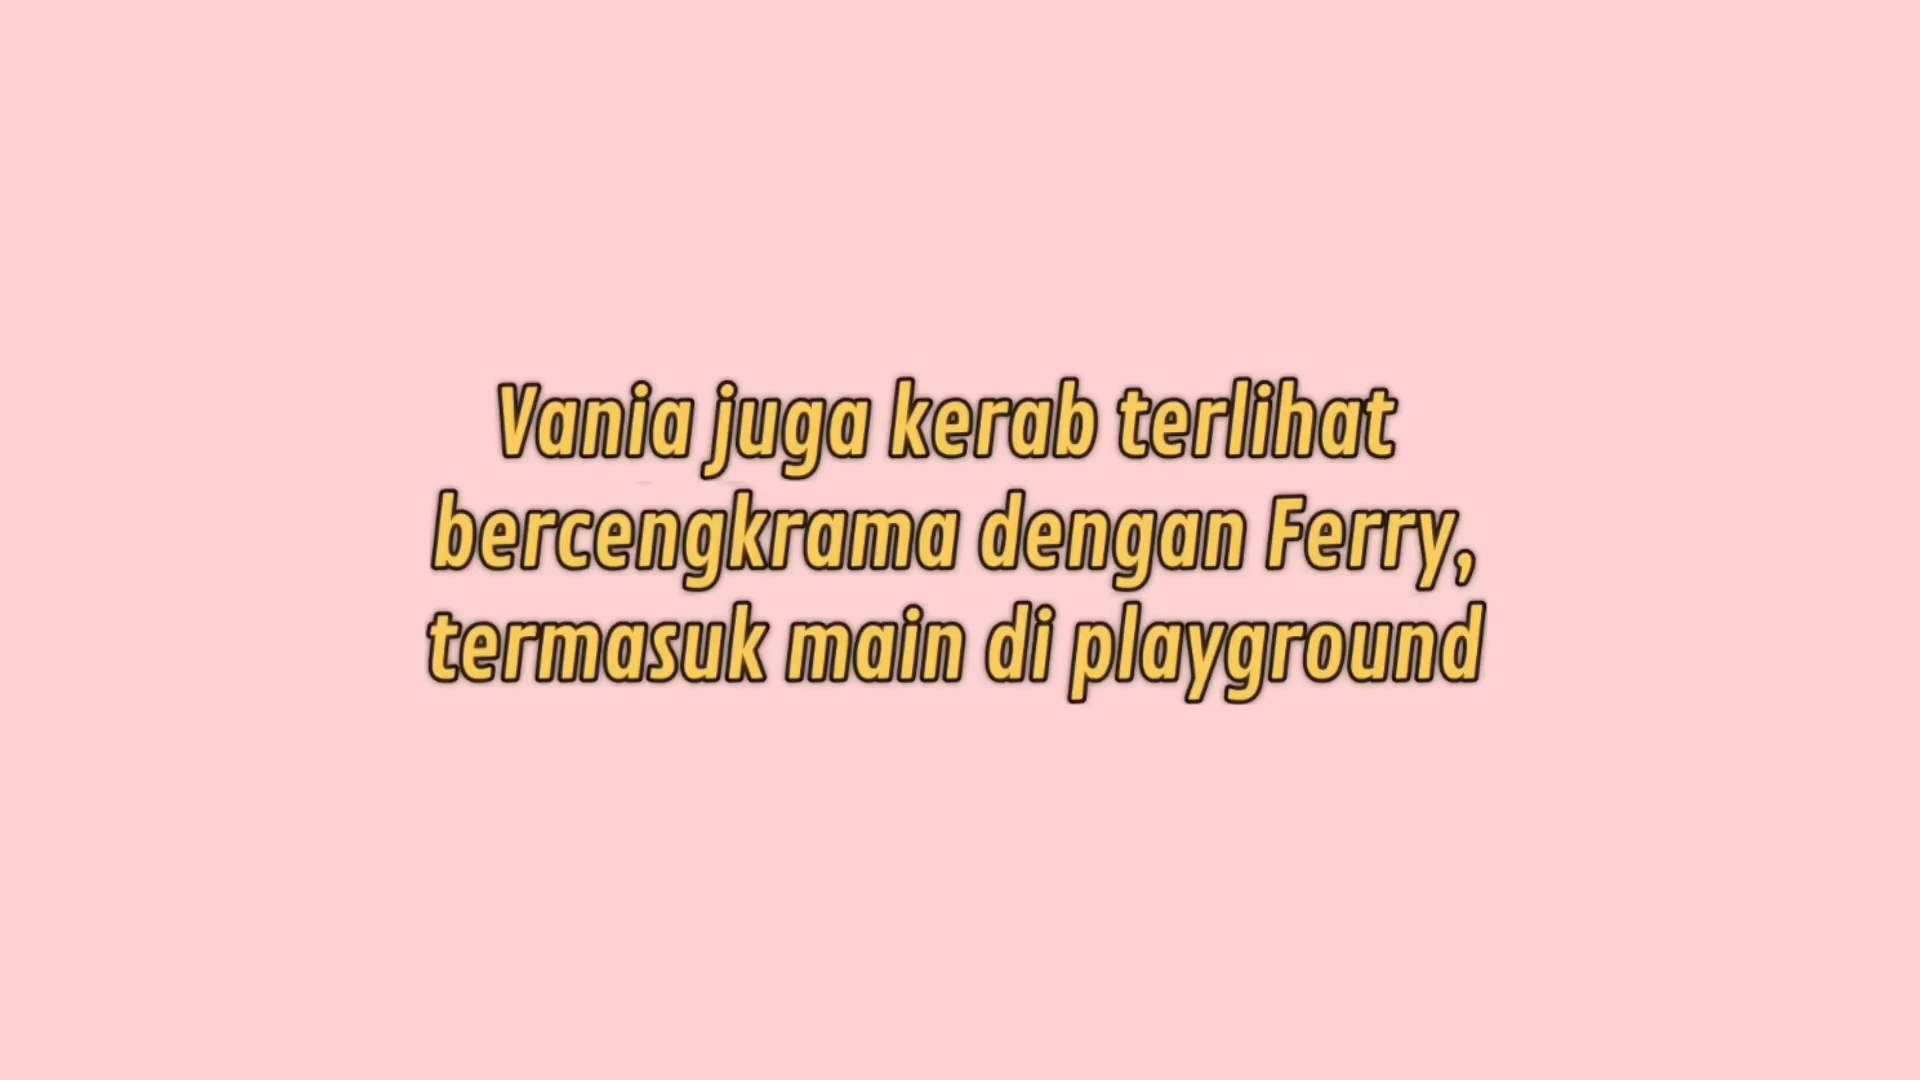 Vania juga kerab terlihat
bercengkrama dengan Ferry,
termasuk main di playground